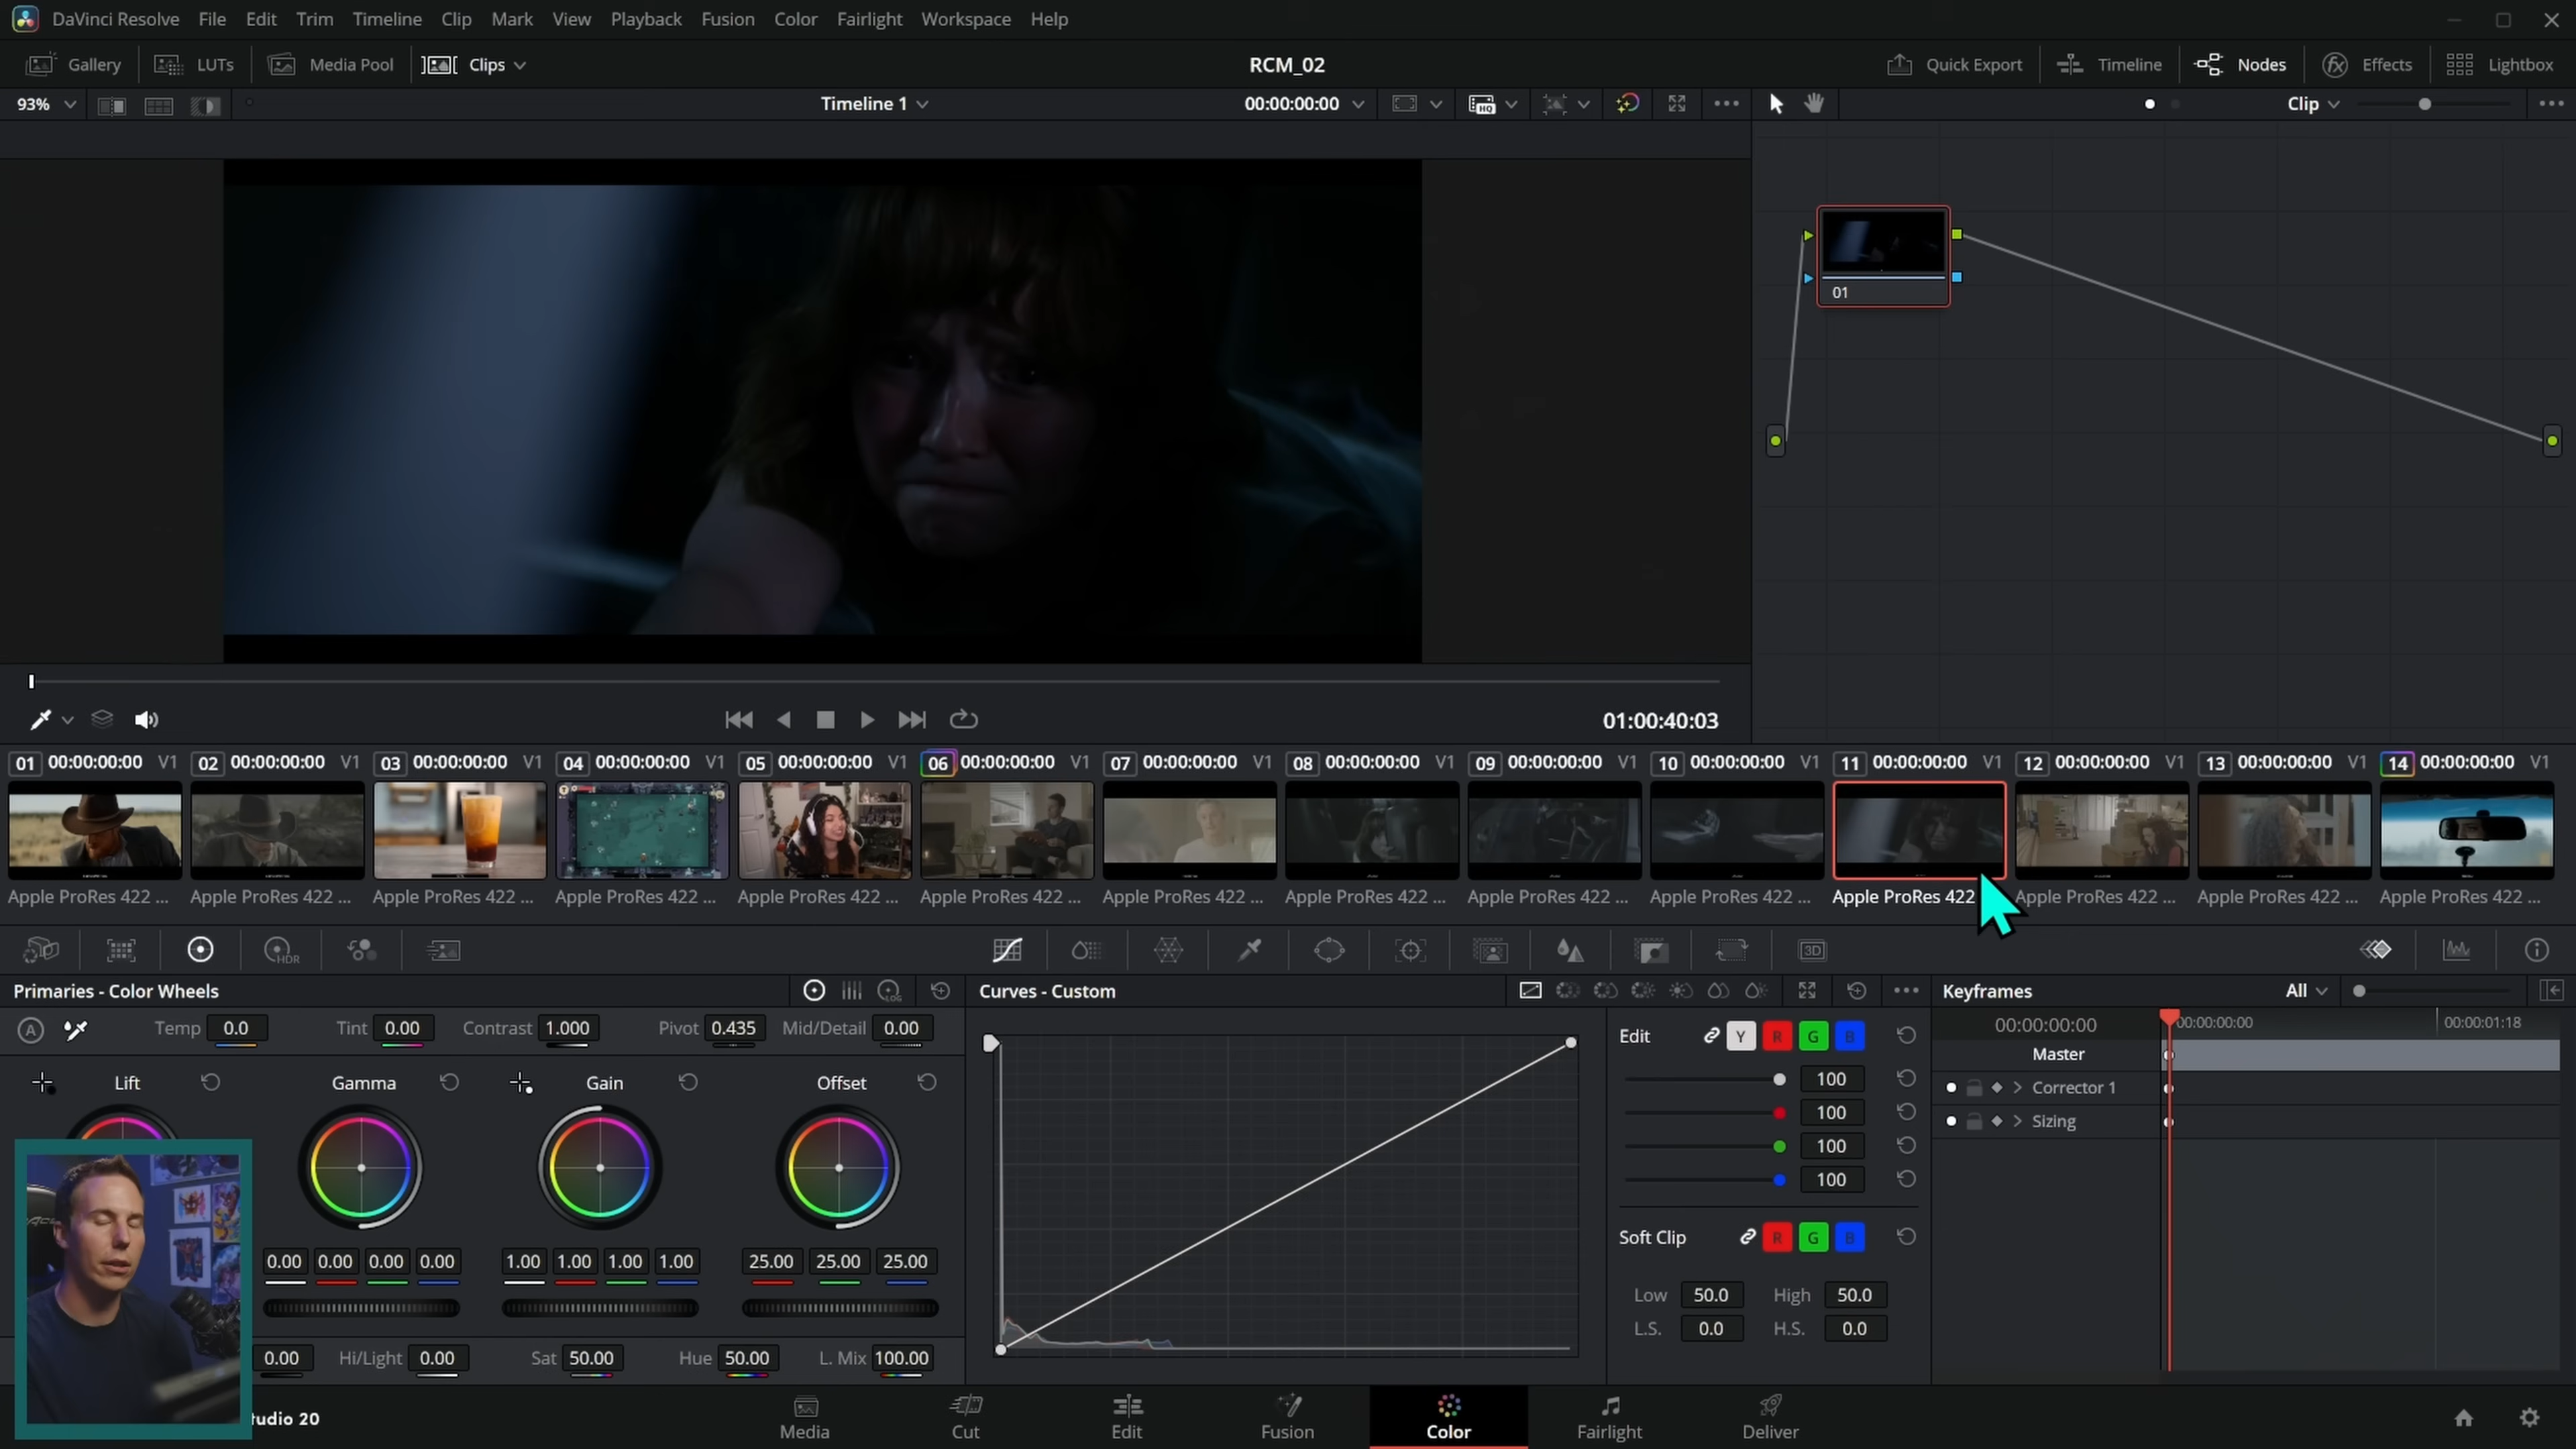 DaVinci Resolve File Edit Trim Timeline Clip Mark View Playback Fusion Color Fairlight Workspace Help
Gallery LUTs Media Pool Clips RCM_02 Quick Export Timeline Nodes Effects Lightbox
93% Timeline 1 00:00:00:00 HQ Clip
01
01:00:40:03
01 00:00:00:00 V1 02 00:00:00:00 V1 03 00:00:00:00 V1 04 00:00:00:00 V1 05 00:00:00:00 V1 06 00:00:00:00 V1 07 00:00:00:00 V1 08 00:00:00:00 V1 09 00:00:00:00 V1 10 00:00:00:00 V1 11 00:00:00:00 V1 12 00:00:00:00 V1 13 00:00:00:00 V1 14 00:00:00:00 V1
Apple ProRes 422 ... Apple ProRes 422 ... Apple ProRes 422 ... Apple ProRes 422 ... Apple ProRes 422 ... Apple ProRes 422 ... Apple ProRes 422 ... Apple ProRes 422 ... Apple ProRes 422 ... Apple ProRes 422 ... Apple ProRes 422 Apple ProRes 422 ... Apple ProRes 422 ... Apple ProRes 422 ...
HDR 3D
Primaries - Color Wheels LOG Curves - Custom Keyframes All
A Temp 0.0 Tint 0.00 Contrast 1.000 Pivot 0.435 Mid/Detail 0.00
Lift Gamma Gain Offset
0.00 0.00 0.00 0.00 1.00 1.00 1.00 1.00 25.00 25.00 25.00
0.00 Hi/Light 0.00 Sat 50.00 Hue 50.00 L. Mix 100.00
Edit Y R G B
100
100
100
100
Soft Clip R G B
Low 50.0 High 50.0
L.S. 0.0 H.S. 0.0
00:00:00:00 00:00:00:00 00:00:01:18
Master
Corrector 1
Sizing
tudio 20
Media Cut Edit Fusion Color Fairlight Deliver